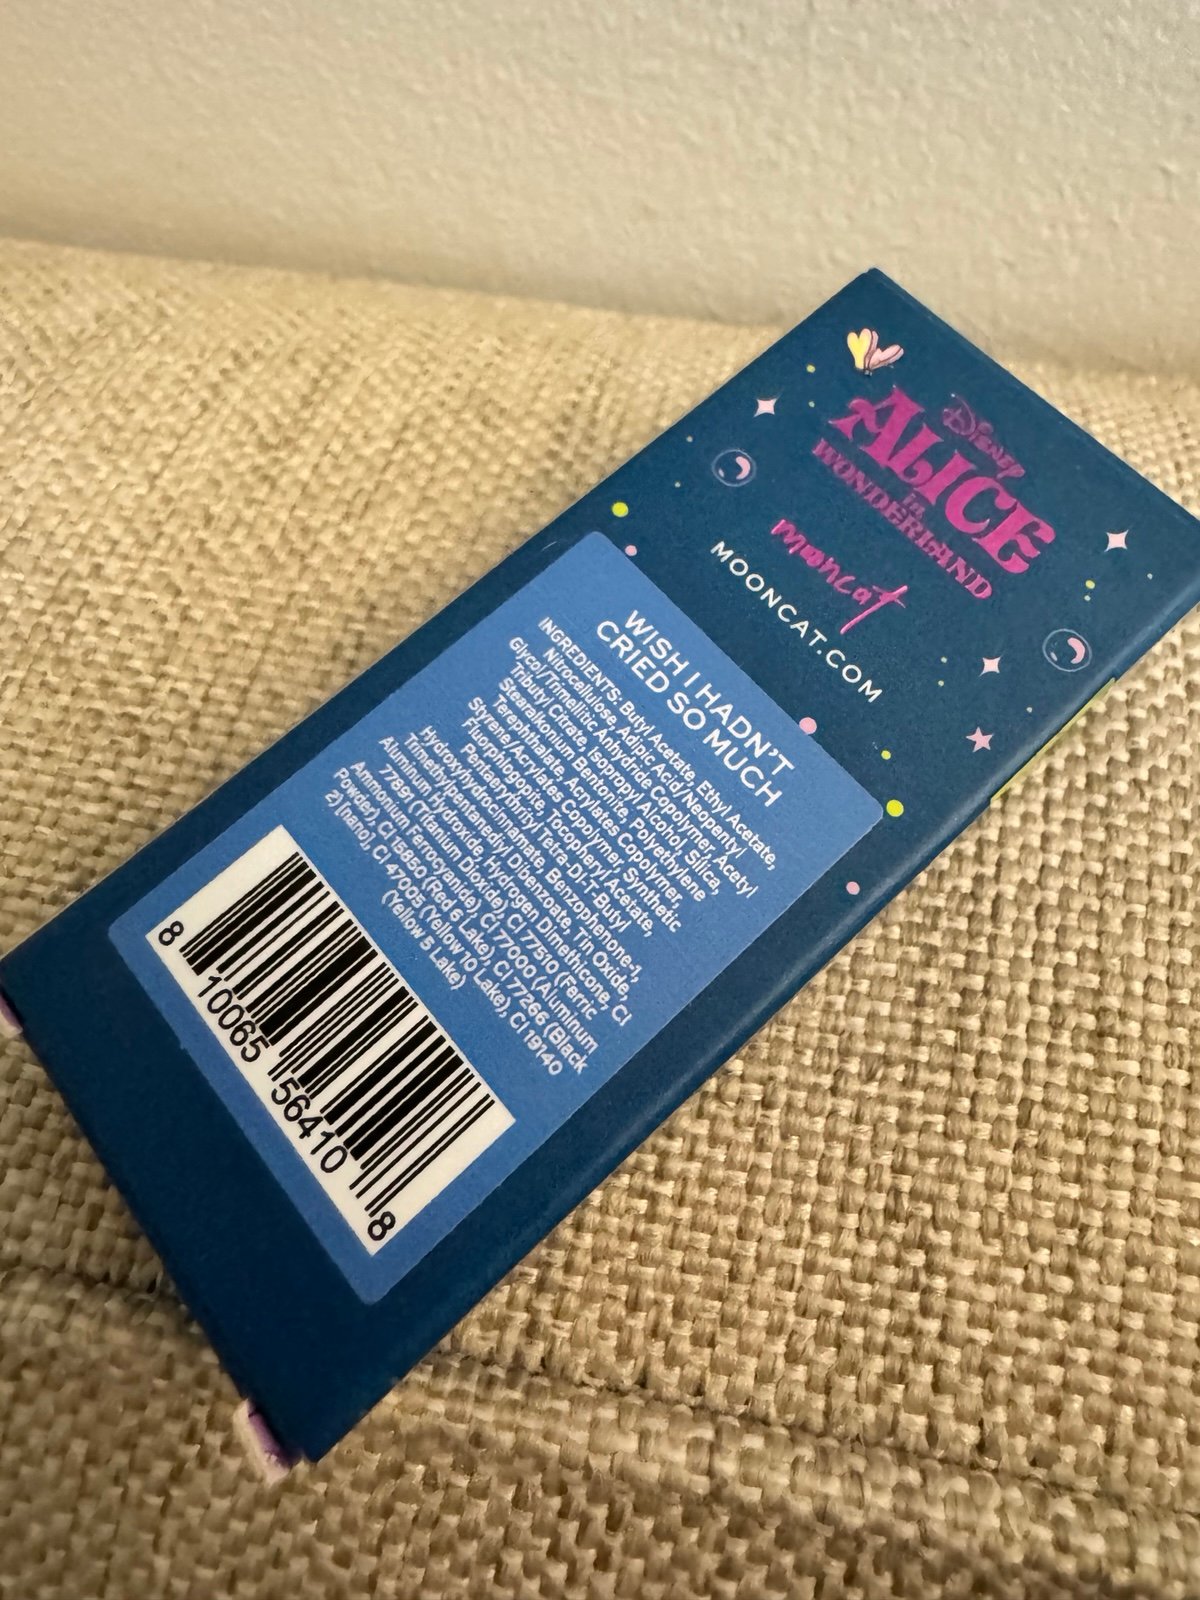 Disney
ALICE
in
WONDERLAND
mooncat
MOONCAT.COM
WISH I HADN'T
CRIED SO MUCH
INGREDIENTS: Butyl Acetate, Ethyl Acetate,
Nitrocellulose, Adipic Acid/Neopentyl
Glycol/Trimellitic Anhydride Copolymer, Acetyl
Tributyl Citrate, Isopropyl Alcohol, Silica,
Stearalkonium Bentonite, Polyethylene
Terephthalate, Acrylates Copolymer,
Styrene/Acrylates Copolymer, Synthetic
Fluorphlogopite, Tocopheryl Acetate,
Pentaerythrityl Tetra-Di-T-Butyl
Hydroxyhydrocinnamate, Benzophenone-1,
Trimethylpentanediyl Dibenzoate, Tin Oxide,
Aluminum Hydroxide, Hydrogen Dimethicone, CI
77891 (Titanium Dioxide), CI 77510 (Ferric
Ammonium Ferrocyanide), CI 77000 (Aluminum
Powder), CI 15850 (Red 6 Lake), CI 77266 (Black
2) [nano], CI 47005 (Yellow 10 Lake), CI 19140
(Yellow 5 Lake)
8 10065 56410 8